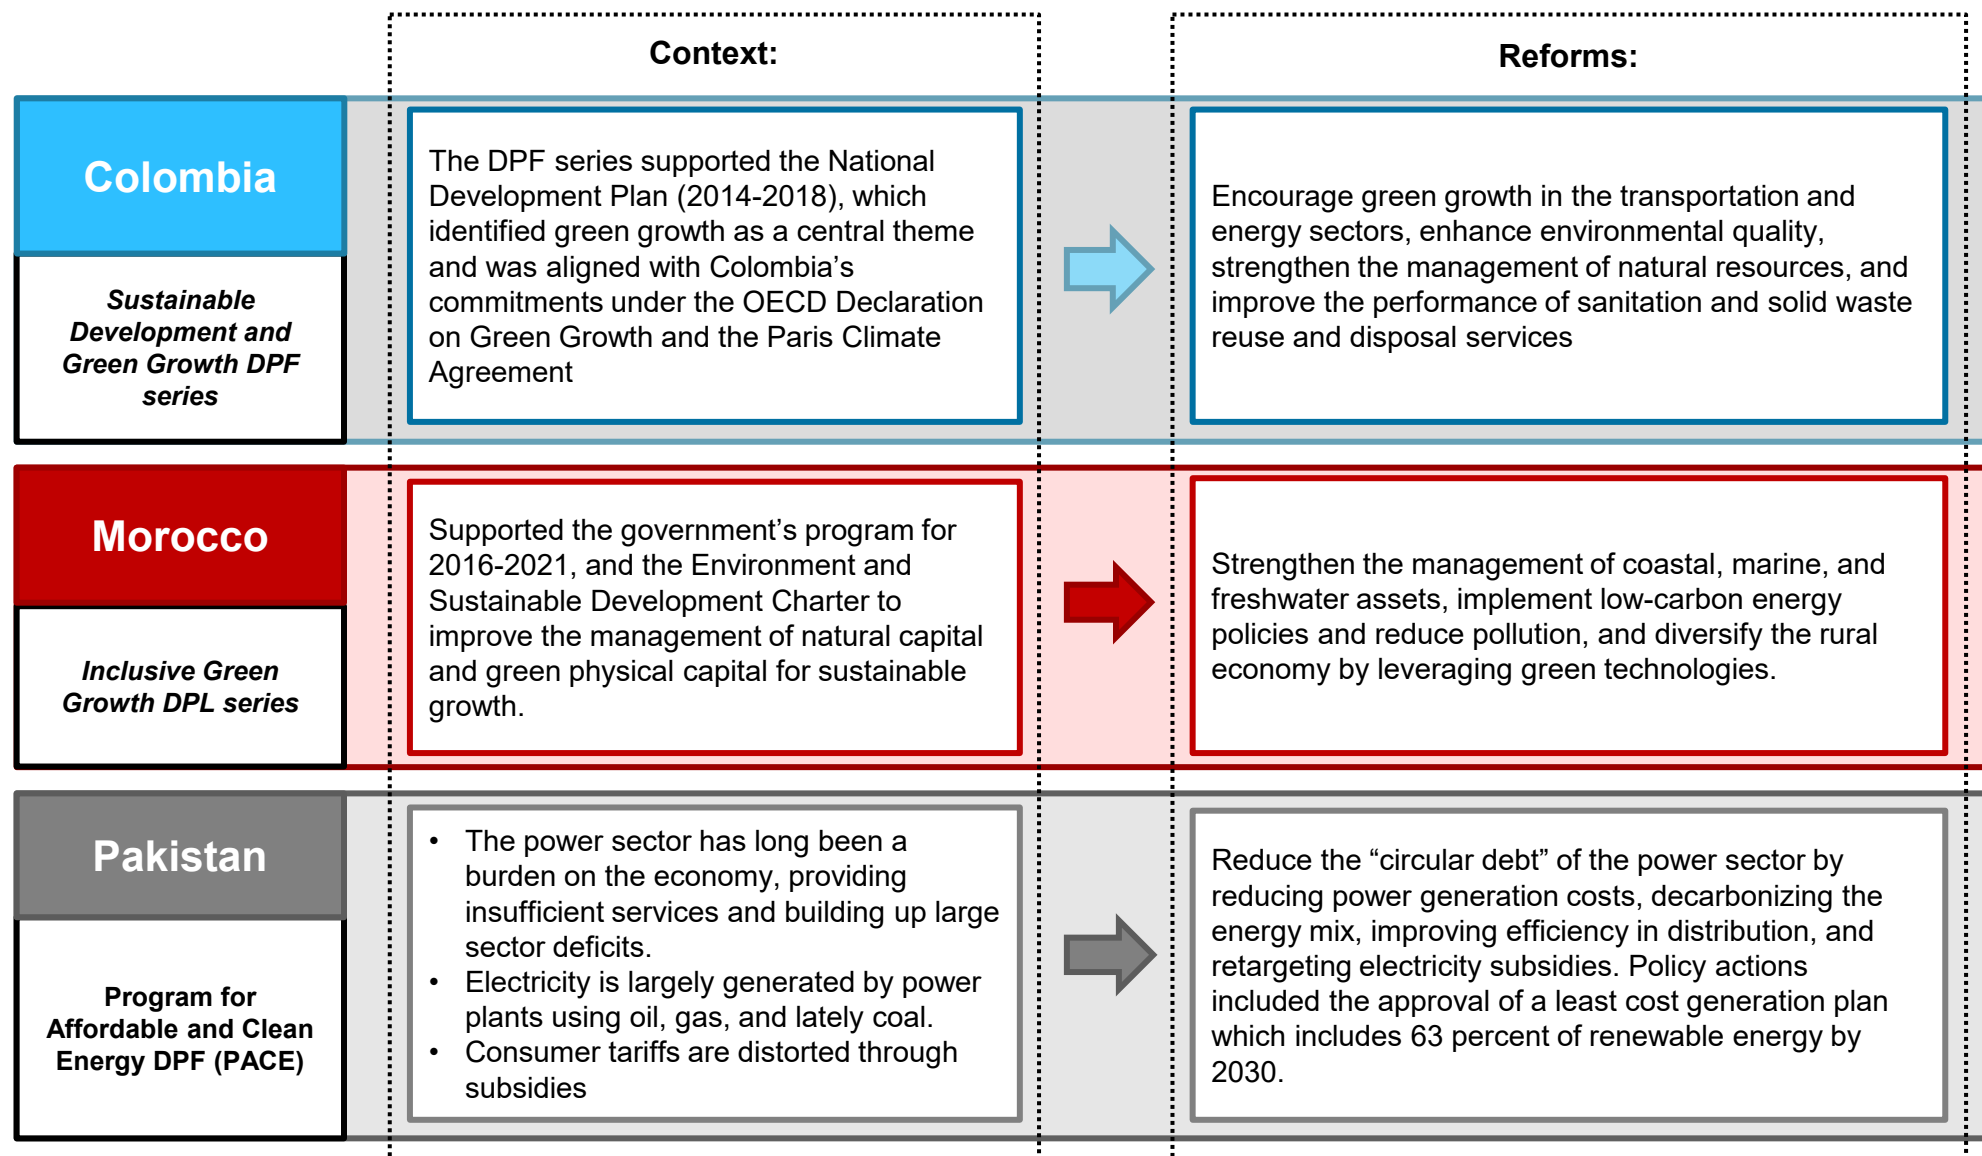 Context:
Reforms:
Colombia
Sustainable
Development and
Green Growth DPF
series
The DPF series supported the National
Development Plan (2014-2018), which
identified green growth as a central theme
and was aligned with Colombia’s
commitments under the OECD Declaration
on Green Growth and the Paris Climate
Agreement
Encourage green growth in the transportation and
energy sectors, enhance environmental quality,
strengthen the management of natural resources, and
improve the performance of sanitation and solid waste
reuse and disposal services
Morocco
Inclusive Green
Growth DPL series
Supported the government’s program for
2016-2021, and the Environment and
Sustainable Development Charter to
improve the management of natural capital
and green physical capital for sustainable
growth.
Strengthen the management of coastal, marine, and
freshwater assets, implement low-carbon energy
policies and reduce pollution, and diversify the rural
economy by leveraging green technologies.
Pakistan
Program for
Affordable and Clean
Energy DPF (PACE)
• The power sector has long been a
burden on the economy, providing
insufficient services and building up large
sector deficits.
• Electricity is largely generated by power
plants using oil, gas, and lately coal.
• Consumer tariffs are distorted through
subsidies
Reduce the “circular debt” of the power sector by
reducing power generation costs, decarbonizing the
energy mix, improving efficiency in distribution, and
retargeting electricity subsidies. Policy actions
included the approval of a least cost generation plan
which includes 63 percent of renewable energy by
2030.